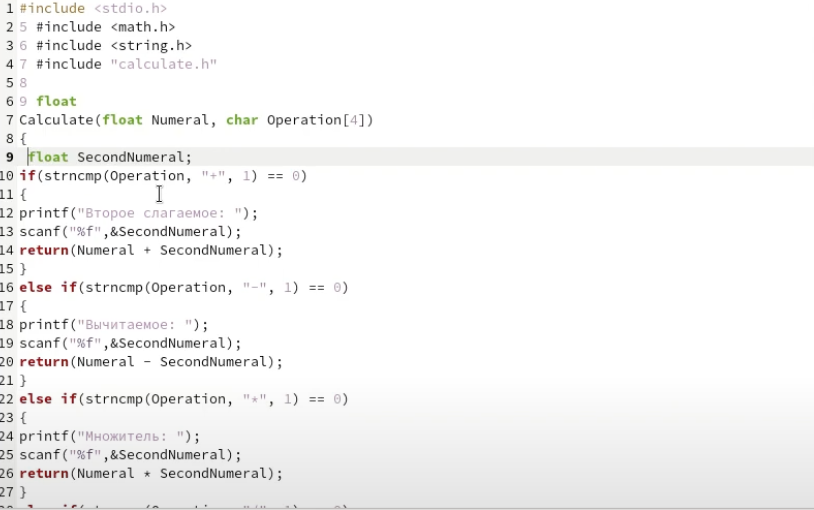 1 #include <stdio.h>
2 5 #include <math.h>
3 6 #include <string.h>
4 7 #include "calculate.h"
5 8
6 9 float
7 Calculate(float Numeral, char Operation[4])
8 {
9 float SecondNumeral;
10 if(strncmp(Operation, "+", 1) == 0)
11 {
12 printf("Второе слагаемое: ");
13 scanf("%f",&SecondNumeral);
14 return(Numeral + SecondNumeral);
15 }
16 else if(strncmp(Operation, "-", 1) == 0)
17 {
18 printf("Вычитаемое: ");
19 scanf("%f",&SecondNumeral);
20 return(Numeral - SecondNumeral);
21 }
22 else if(strncmp(Operation, "*", 1) == 0)
23 {
24 printf("Множитель: ");
25 scanf("%f",&SecondNumeral);
26 return(Numeral * SecondNumeral);
27 }